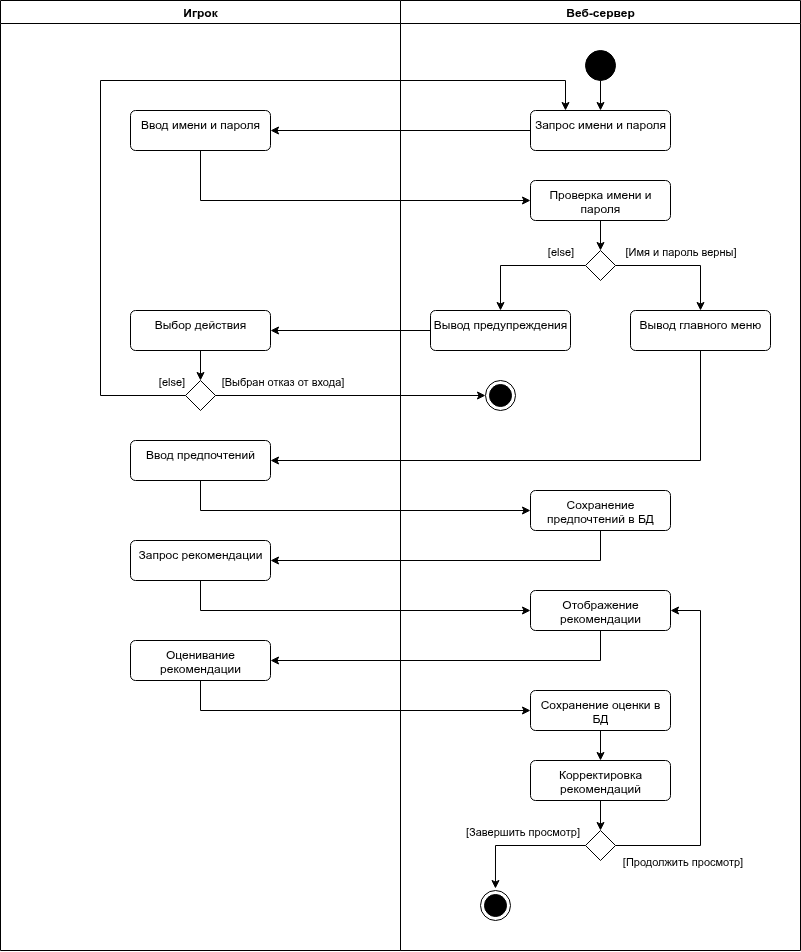 Игрок
Веб-сервер
Ввод имени и пароля
Запрос имени и пароля
Проверка имени и
пароля
[else]
[Имя и пароль верны]
Выбор действия
Вывод предупреждения
Вывод главного меню
[else]
[Выбран отказ от входа]
Ввод предпочтений
Сохранение
предпочтений в БД
Запрос рекомендации
Отображение
рекомендации
Оценивание
рекомендации
Сохранение оценки в
БД
Корректировка
рекомендаций
[Завершить просмотр]
[Продолжить просмотр]